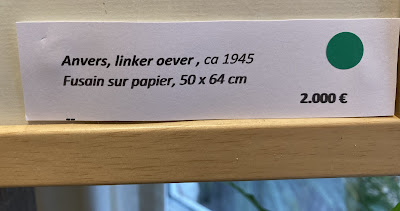 Anvers, linker oever , ca 1945
Fusain sur papier, 50 x 64 cm
2.000 €